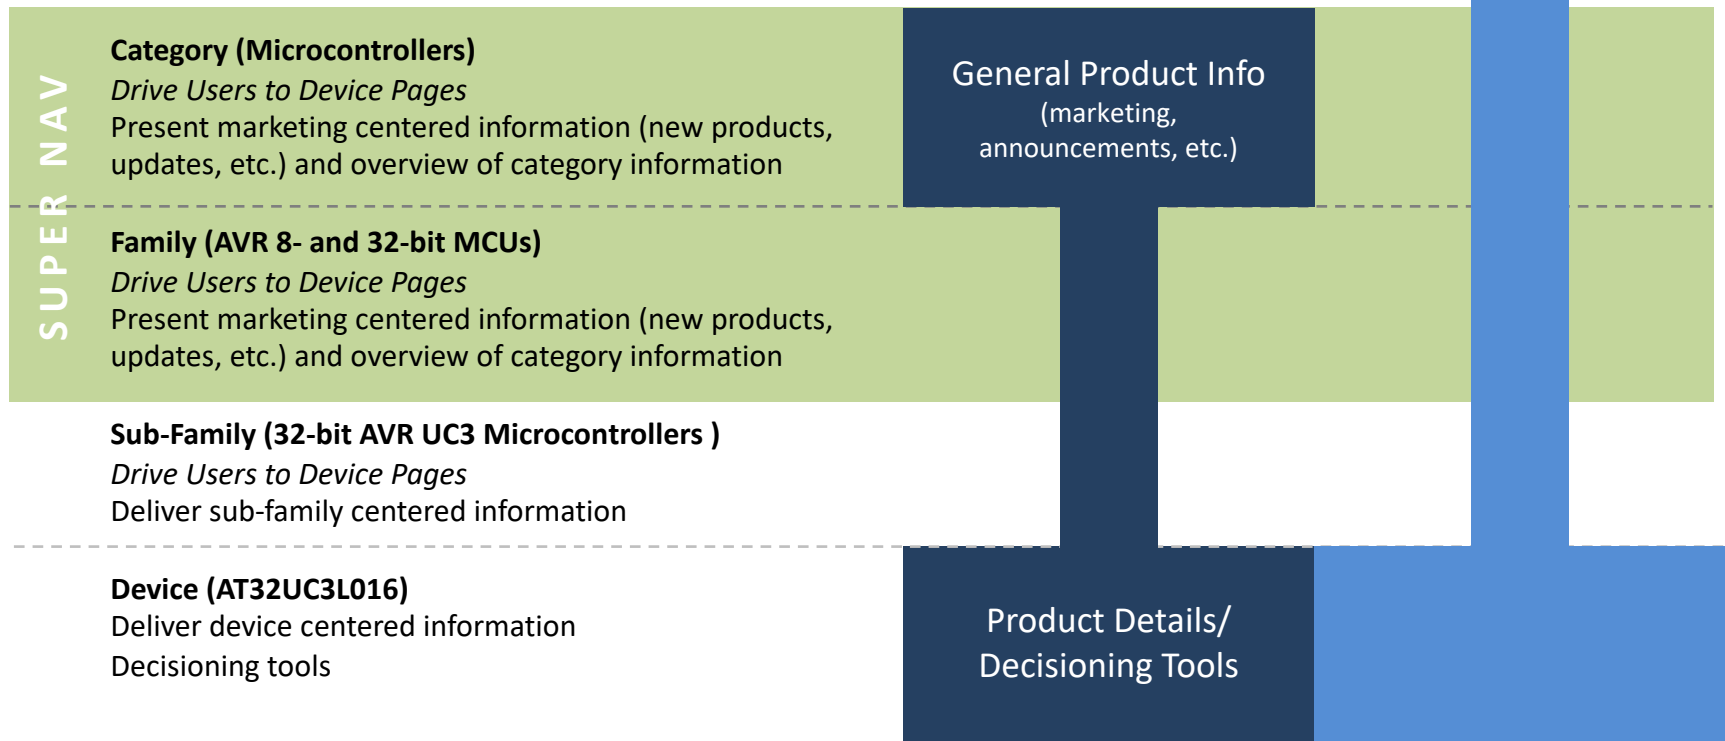 SUPER NAV
Category (Microcontrollers)
Drive Users to Device Pages
Present marketing centered information (new products,
updates, etc.) and overview of category information
General Product Info
(marketing,
announcements, etc.)
Family (AVR 8- and 32-bit MCUs)
Drive Users to Device Pages
Present marketing centered information (new products,
updates, etc.) and overview of category information
Sub-Family (32-bit AVR UC3 Microcontrollers )
Drive Users to Device Pages
Deliver sub-family centered information
Device (AT32UC3L016)
Deliver device centered information
Decisioning tools
Product Details/
Decisioning Tools